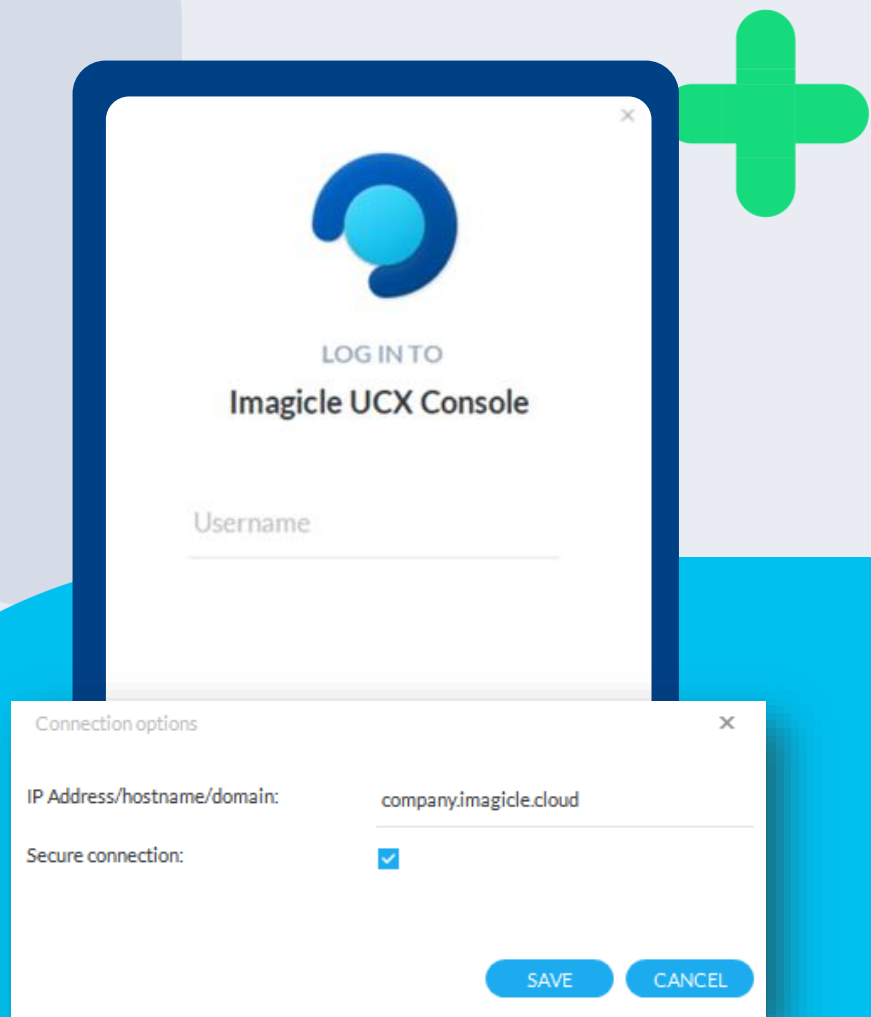 LOG IN TO
Imagicle UCX Console
Username
Connection options
IP Address/hostname/domain: company.imagicle.cloud
Secure connection:
SAVE CANCEL